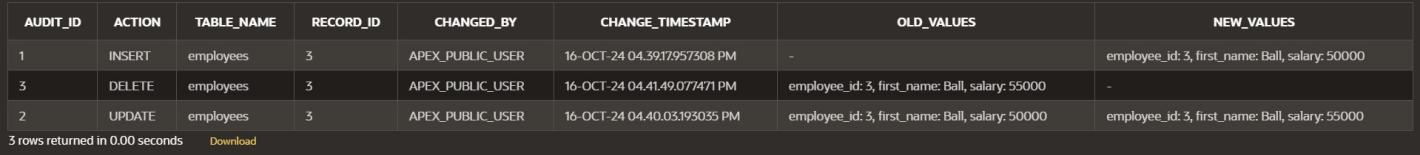 AUDIT_ID ACTION TABLE_NAME RECORD_ID CHANGED_BY CHANGE_TIMESTAMP OLD_VALUES NEW_VALUES
1 INSERT employees 3 APEX_PUBLIC_USER 16-OCT-24 04.39.17.957308 PM - employee_id: 3, first_name: Ball, salary: 50000
3 DELETE employees 3 APEX_PUBLIC_USER 16-OCT-24 04.41.49.077471 PM employee_id: 3, first_name: Ball, salary: 55000 -
2 UPDATE employees 3 APEX_PUBLIC_USER 16-OCT-24 04.40.03.193035 PM employee_id: 3, first_name: Ball, salary: 50000 employee_id: 3, first_name: Ball, salary: 55000
3 rows returned in 0.00 seconds Download